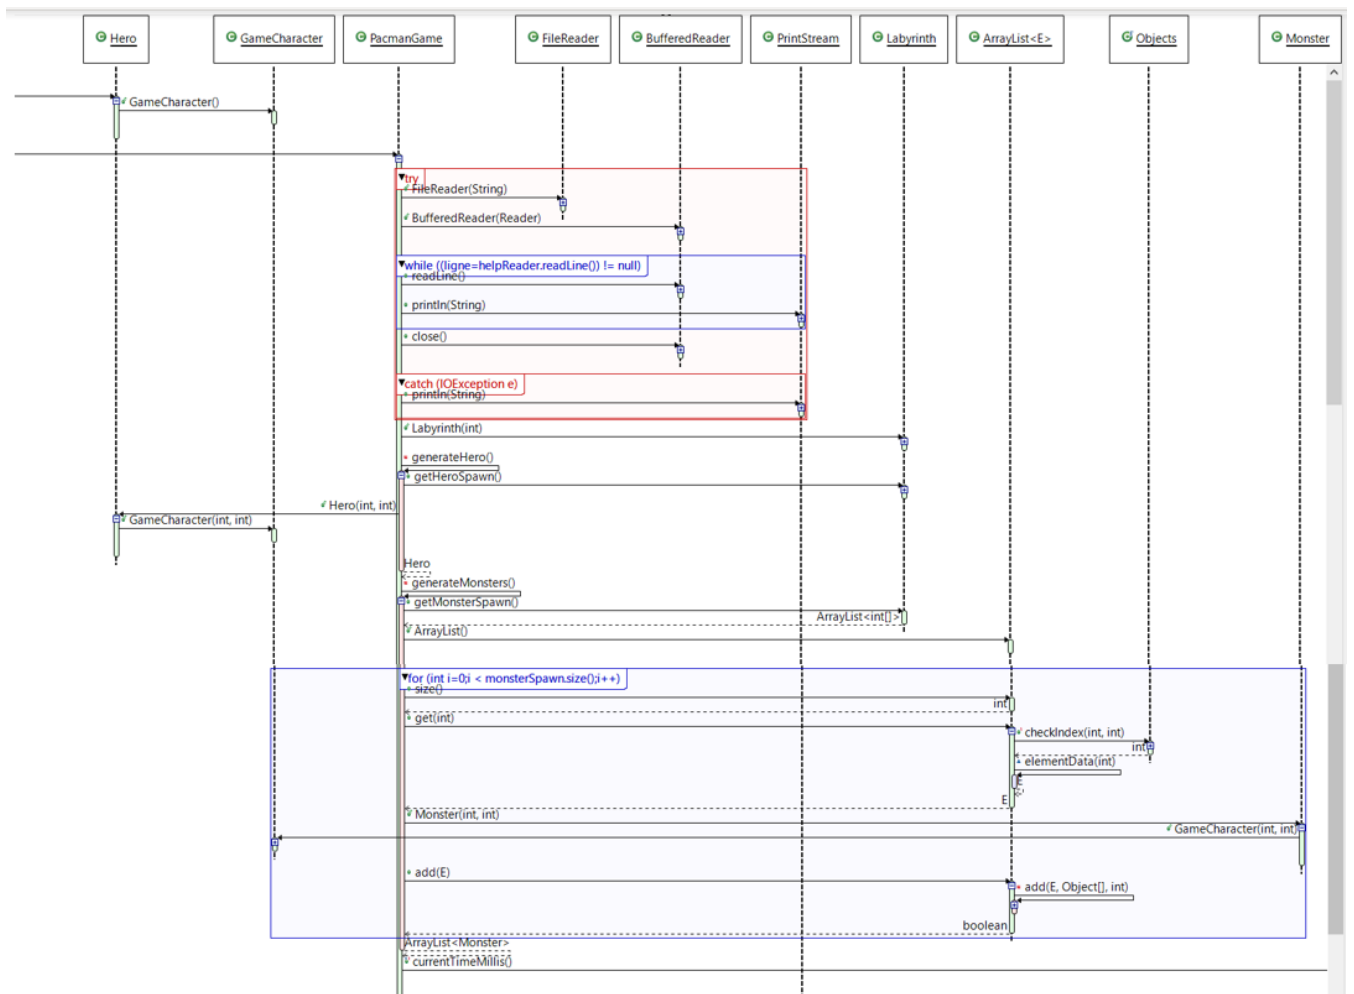 Hero
GameCharacter
PacmanGame
FileReader
BufferedReader
PrintStream
Labyrinth
ArrayList<E>
Objects
Monster
GameCharacter()
try
FileReader(String)
BufferedReader(Reader)
while ((ligne=helpReader.readLine()) != null)
readLine()
println(String)
close()
catch (IOException e)
println(String)
Labyrinth(int)
generateHero()
getHeroSpawn()
Hero(int, int)
GameCharacter(int, int)
Hero
generateMonsters()
getMonsterSpawn()
ArrayList<int[]>
ArrayList()
for (int i=0;i < monsterSpawn.size();i++)
size()
int
get(int)
checkIndex(int, int)
int
elementData(int)
E
E
Monster(int, int)
GameCharacter(int, int)
add(E)
add(E, Object[], int)
boolean
ArrayList<Monster>
currentTimeMillis()